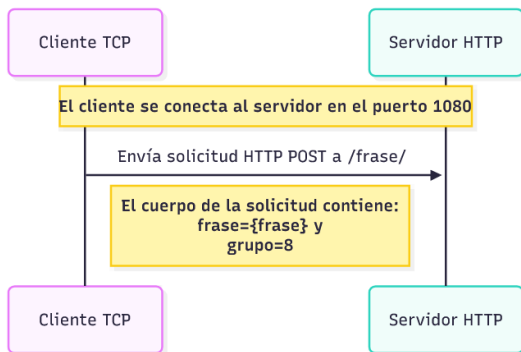 Cliente TCP
Servidor HTTP
El cliente se conecta al servidor en el puerto 1080
Envía solicitud HTTP POST a /frase/
El cuerpo de la solicitud contiene:
frase={frase} y
grupo=8
Cliente TCP
Servidor HTTP